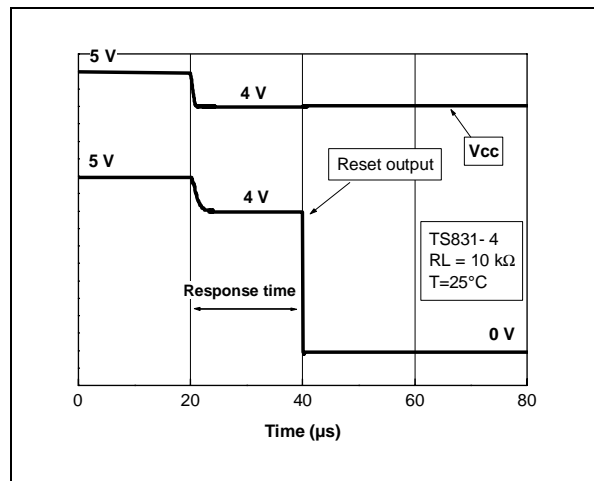 5 V
4 V
Vcc
5 V
Reset output
4 V
TS831- 4
RL = 10 kΩ
T=25°C
Response time
0 V
0 20 40 60 80
Time (µs)